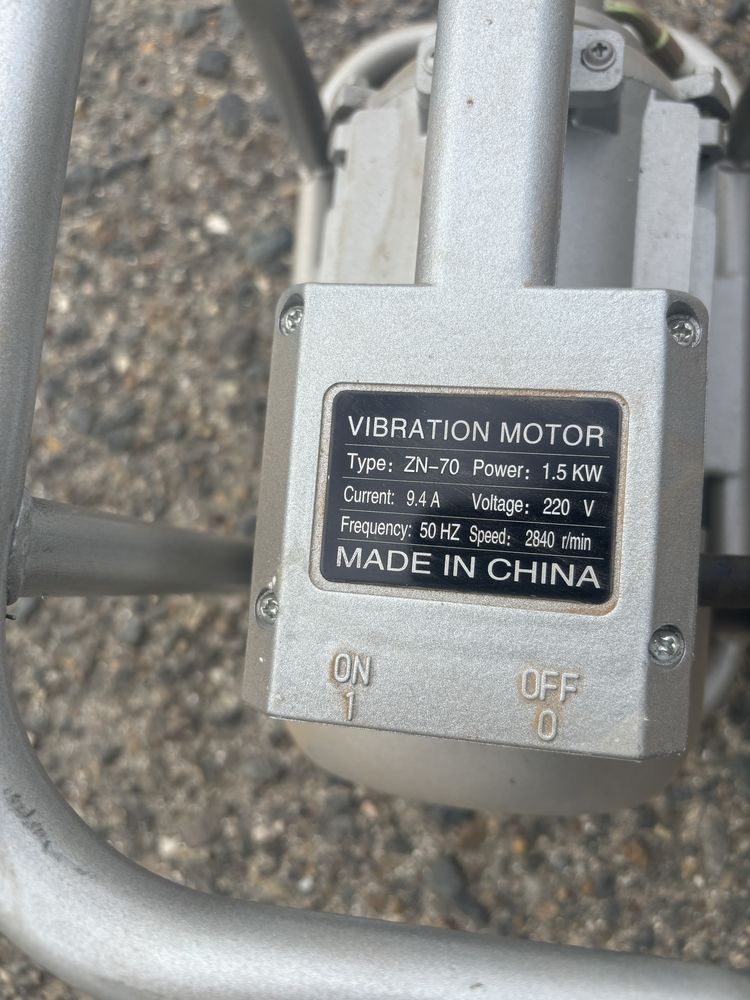 VIBRATION MOTOR
Type: ZN-70 Power: 1.5 KW
Current: 9.4 A Voltage: 220 V
Frequency: 50 HZ Speed: 2840 r/min
MADE IN CHINA
ON OFF
1 0